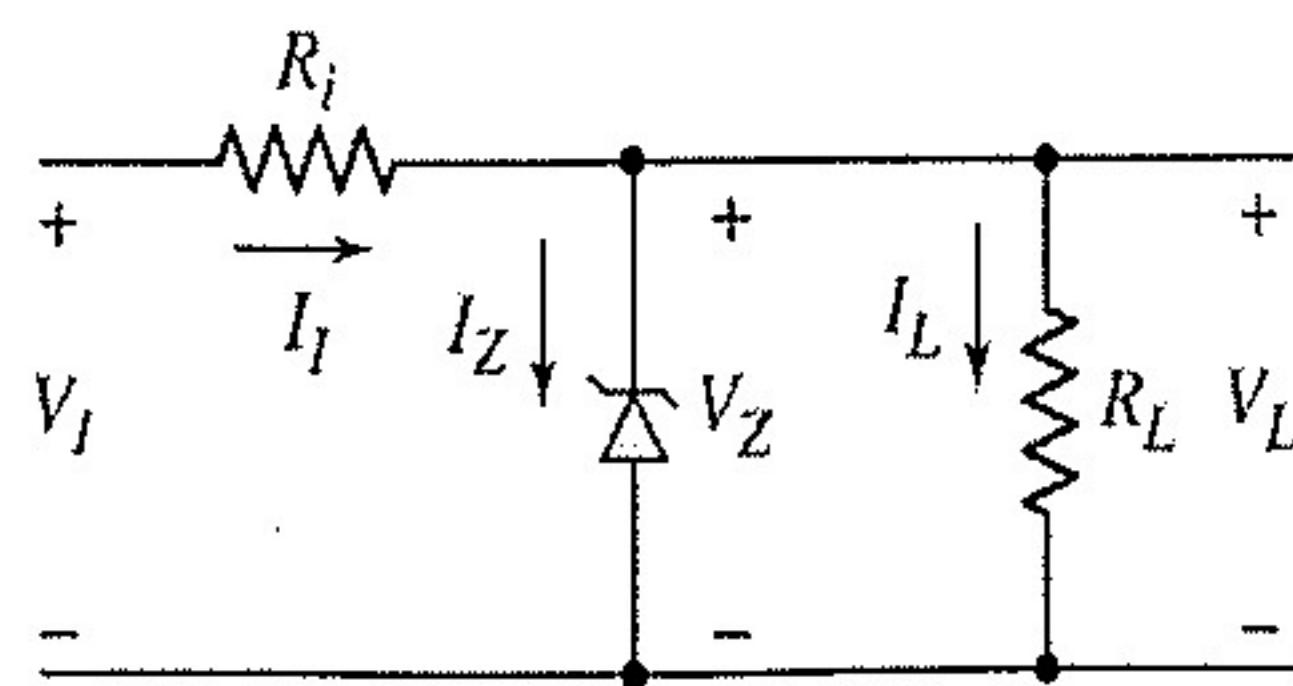 R_i
+ + +
I_I I_Z I_L
V_I V_Z R_L V_L
− − −